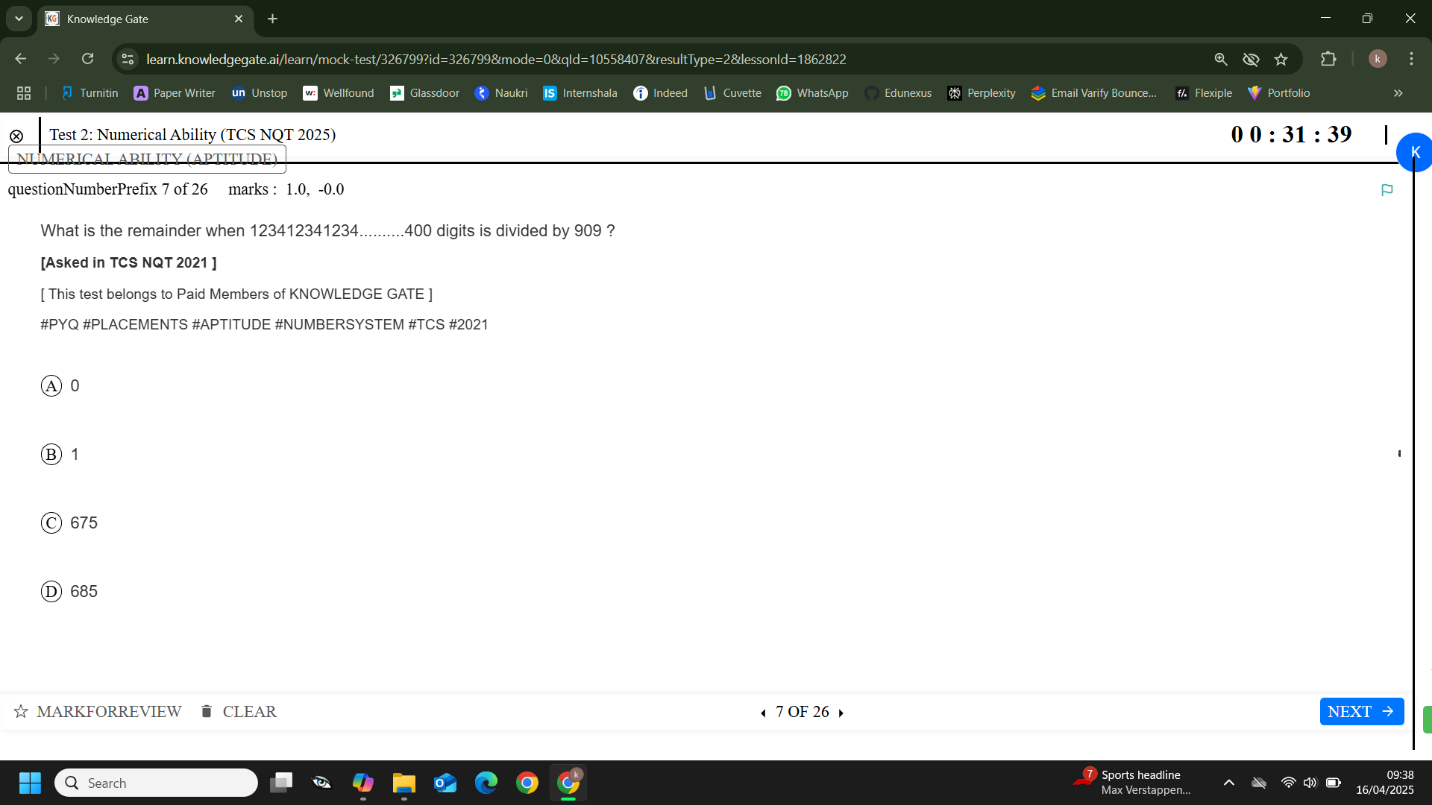 Knowledge Gate
learn.knowledgegate.ai/learn/mock-test/326799?id=326799&mode=0&qId=10558407&resultType=2&lessonId=1862822
k
Turnitin
A Paper Writer
un Unstop
w: Wellfound
Glassdoor
Naukri
IS Internshala
Indeed
Cuvette
WhatsApp
Edunexus
Perplexity
Email Varify Bounce...
f/. Flexiple
Portfolio
»
Test 2: Numerical Ability (TCS NQT 2025)
00:31:39
K
NUMERICAL ABILITY (APTITUDE)
questionNumberPrefix 7 of 26 marks : 1.0, -0.0
What is the remainder when 123412341234..........400 digits is divided by 909 ?
[Asked in TCS NQT 2021 ]
[ This test belongs to Paid Members of KNOWLEDGE GATE ]
#PYQ #PLACEMENTS #APTITUDE #NUMBERSYSTEM #TCS #2021
A 0
B 1
C 675
D 685
MARKFORREVIEW CLEAR
7 OF 26
NEXT →
Search
7
Sports headline
Max Verstappen...
09:38
16/04/2025